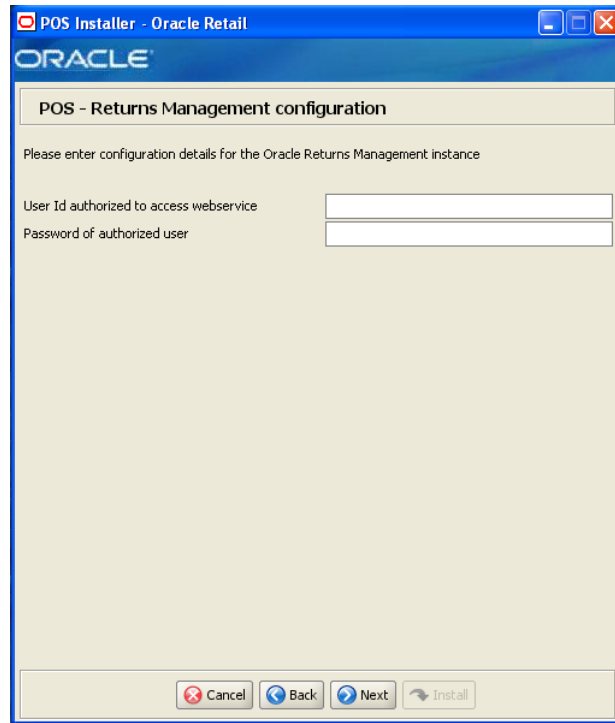 POS Installer - Oracle Retail
ORACLE
POS - Returns Management configuration
Please enter configuration details for the Oracle Returns Management instance
User Id authorized to access webservice
Password of authorized user
Cancel Back Next Install